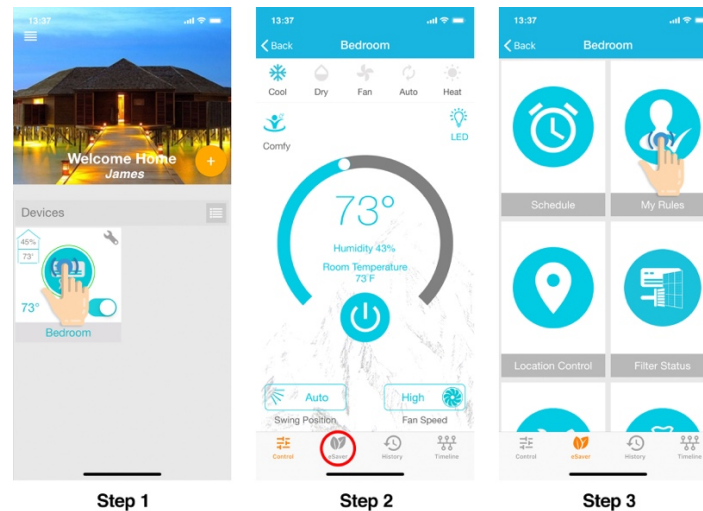 13:37
Welcome Home
James
+
Devices
45%
73°
73°
Bedroom
Step 1
13:37
Back
Bedroom
Cool
Dry
Fan
Auto
Heat
Comfy
LED
73°
Humidity 43%
Room Temperature
73°F
Auto
High
Swing Position
Fan Speed
Control
eSaver
History
Timeline
Step 2
13:37
Back
Bedroom
Schedule
My Rules
Location Control
Filter Status
Control
eSaver
History
Timeline
Step 3